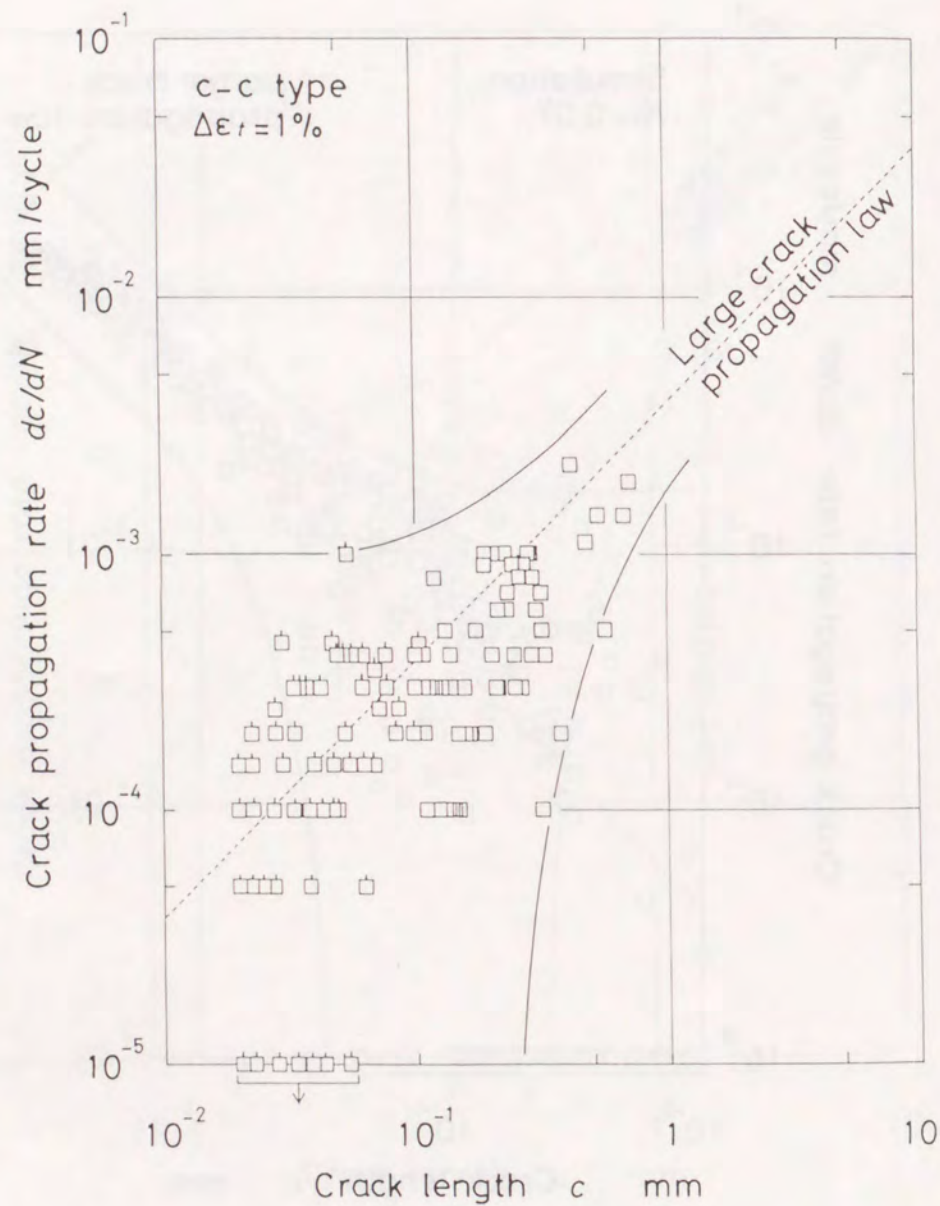 10⁻¹
c-c type
Δεt=1%
Crack propagation rate dc/dN mm/cycle
Large crack
propagation law
10⁻²
10⁻³
10⁻⁴
10⁻⁵
10⁻² 10⁻¹ 1 10
Crack length c mm